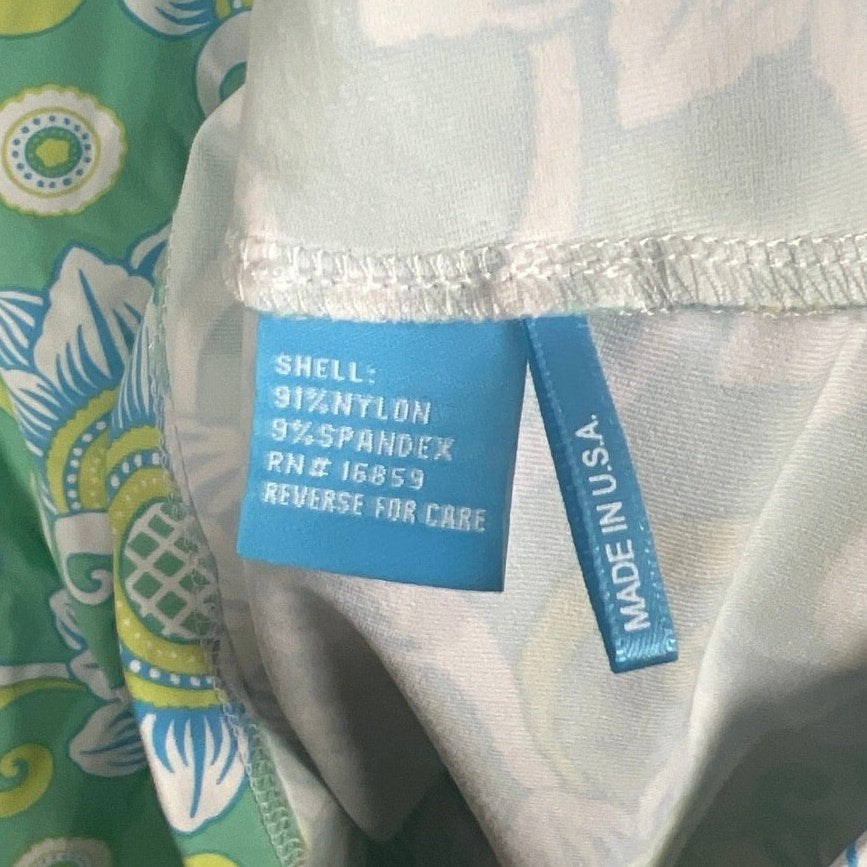 SHELL:
91%NYLON
9%SPANDEX
RN# 16859
REVERSE FOR CARE
MADE IN U.S.A.